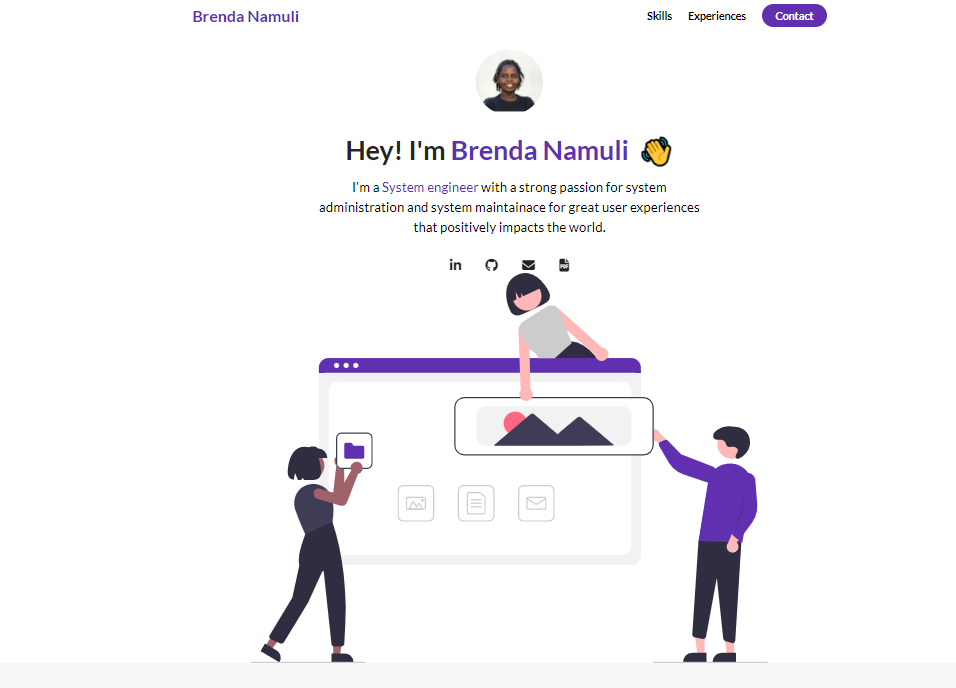 Brenda Namuli
Skills Experiences Contact
Hey! I'm Brenda Namuli
I'm a System engineer with a strong passion for system
administration and system maintainace for great user experiences
that positively impacts the world.
in
PDF